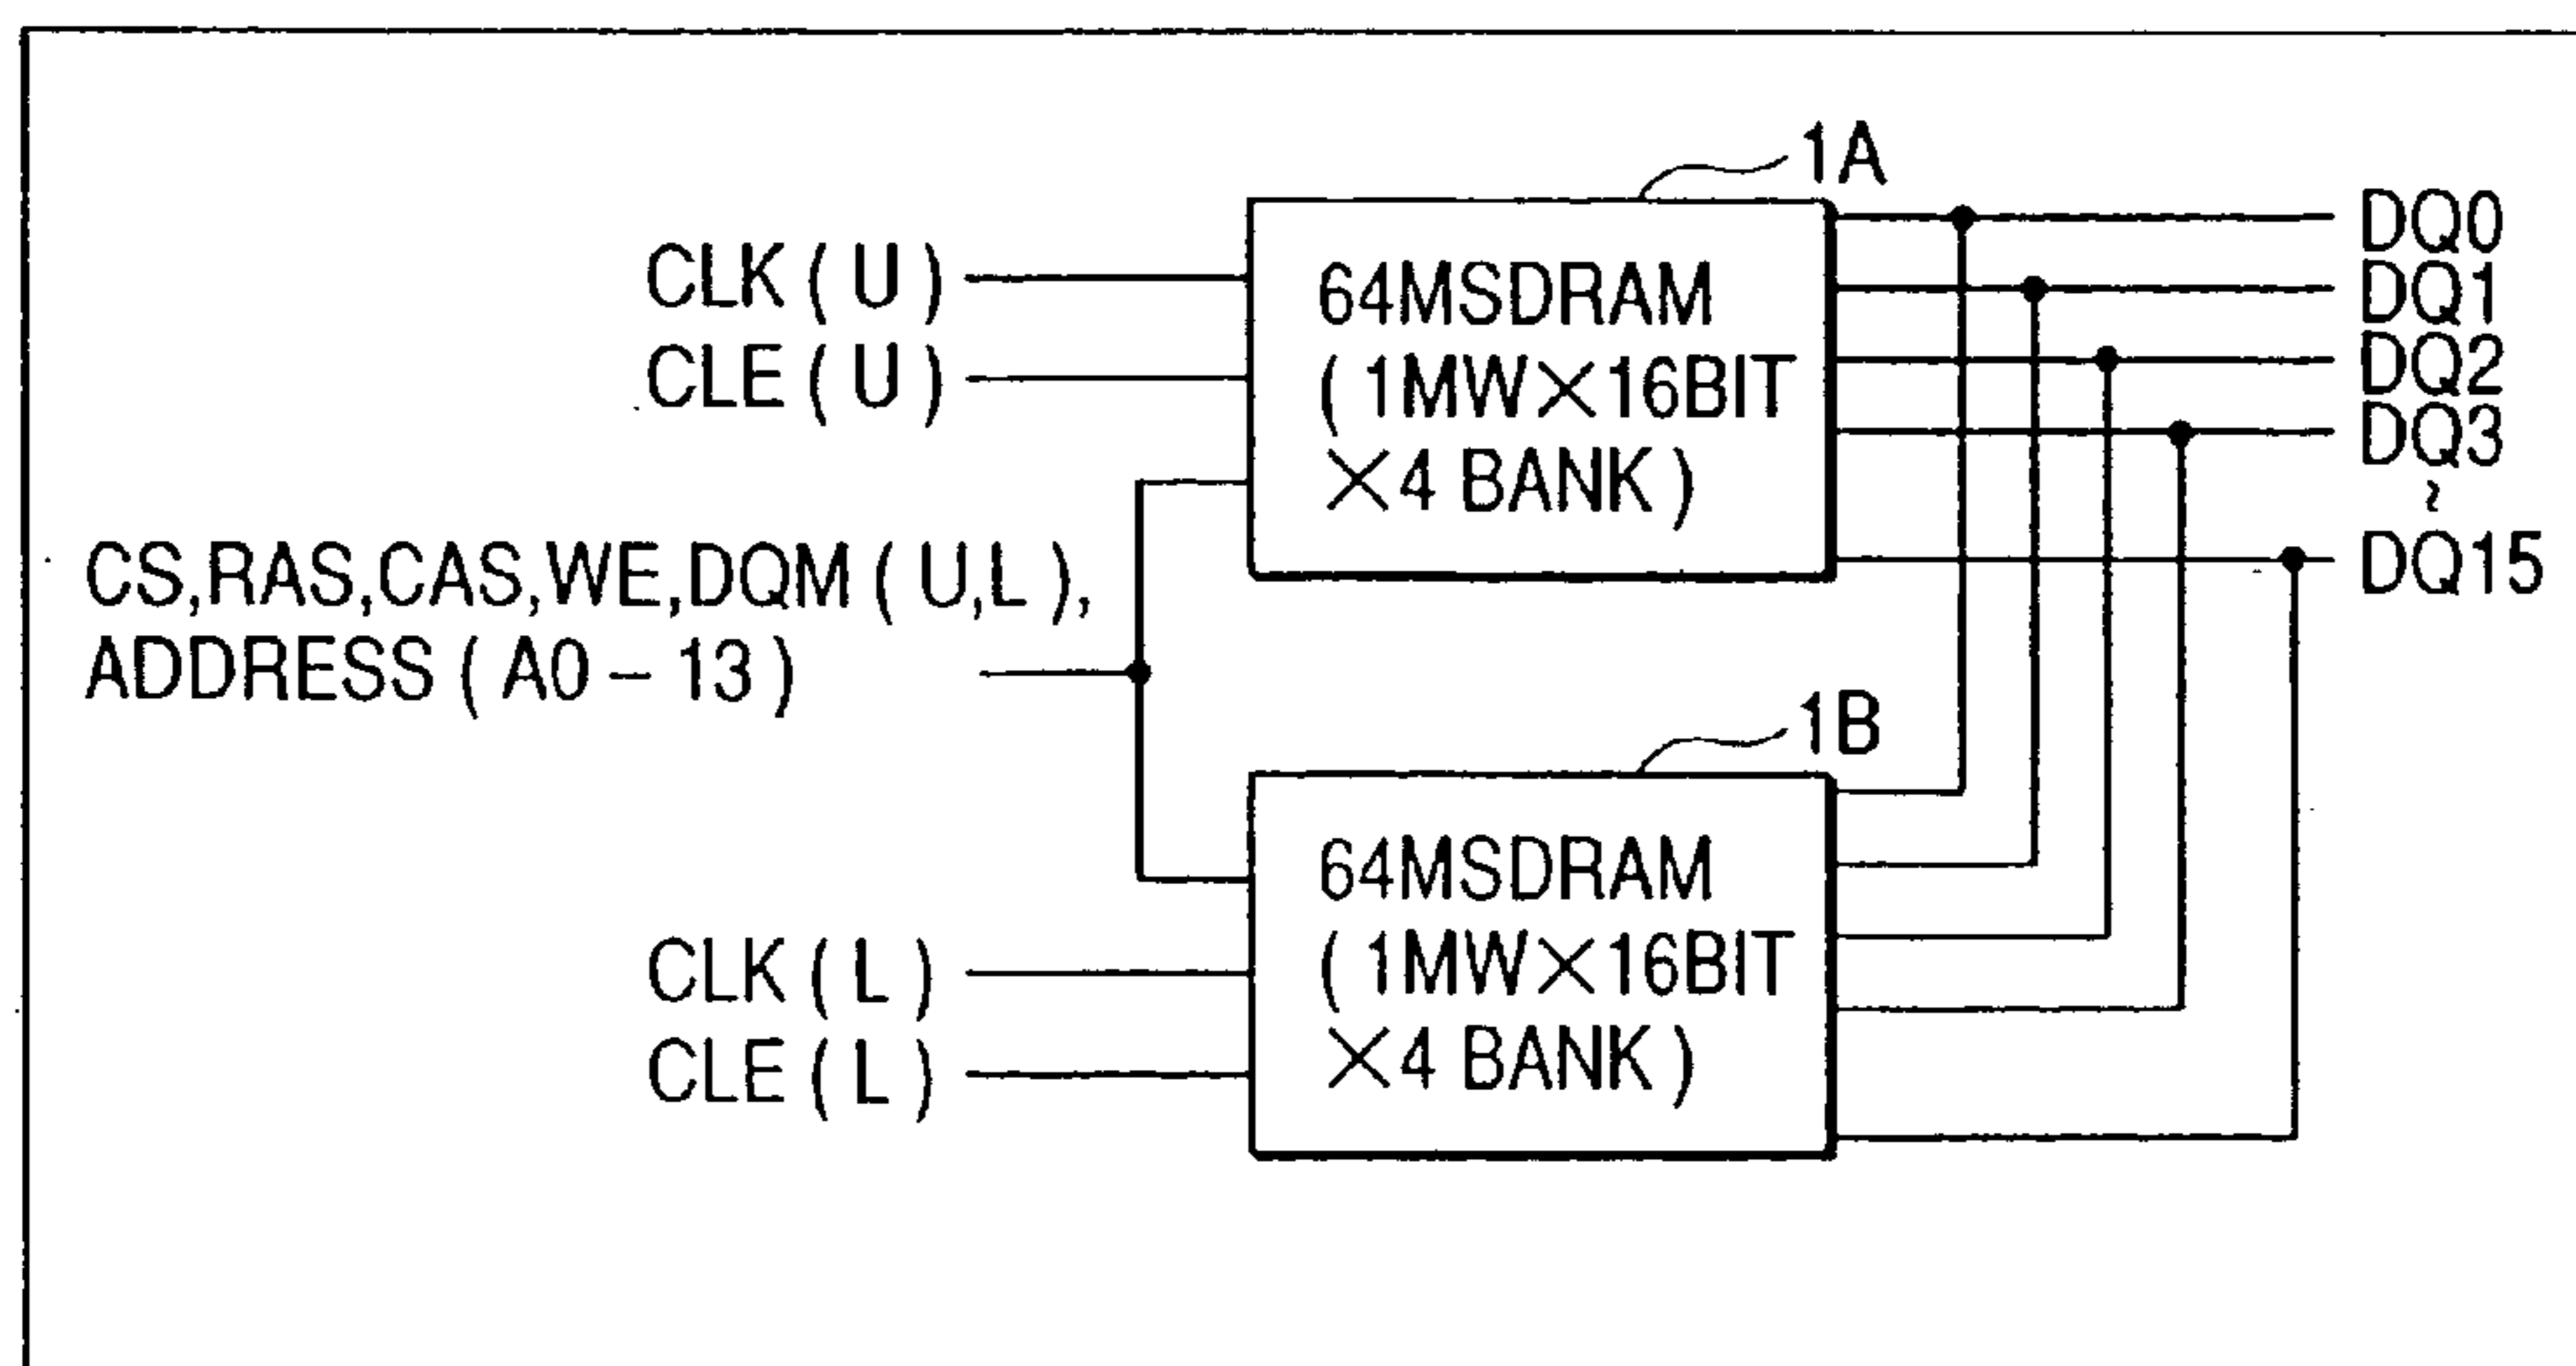 1A
CLK ( U )
CLE ( U )
64MSDRAM
( 1MW×16BIT
×4 BANK )
DQ0
DQ1
DQ2
DQ3
~
DQ15
CS,RAS,CAS,WE,DQM ( U,L ),
ADDRESS ( A0 – 13 )
1B
64MSDRAM
( 1MW×16BIT
×4 BANK )
CLK ( L )
CLE ( L )